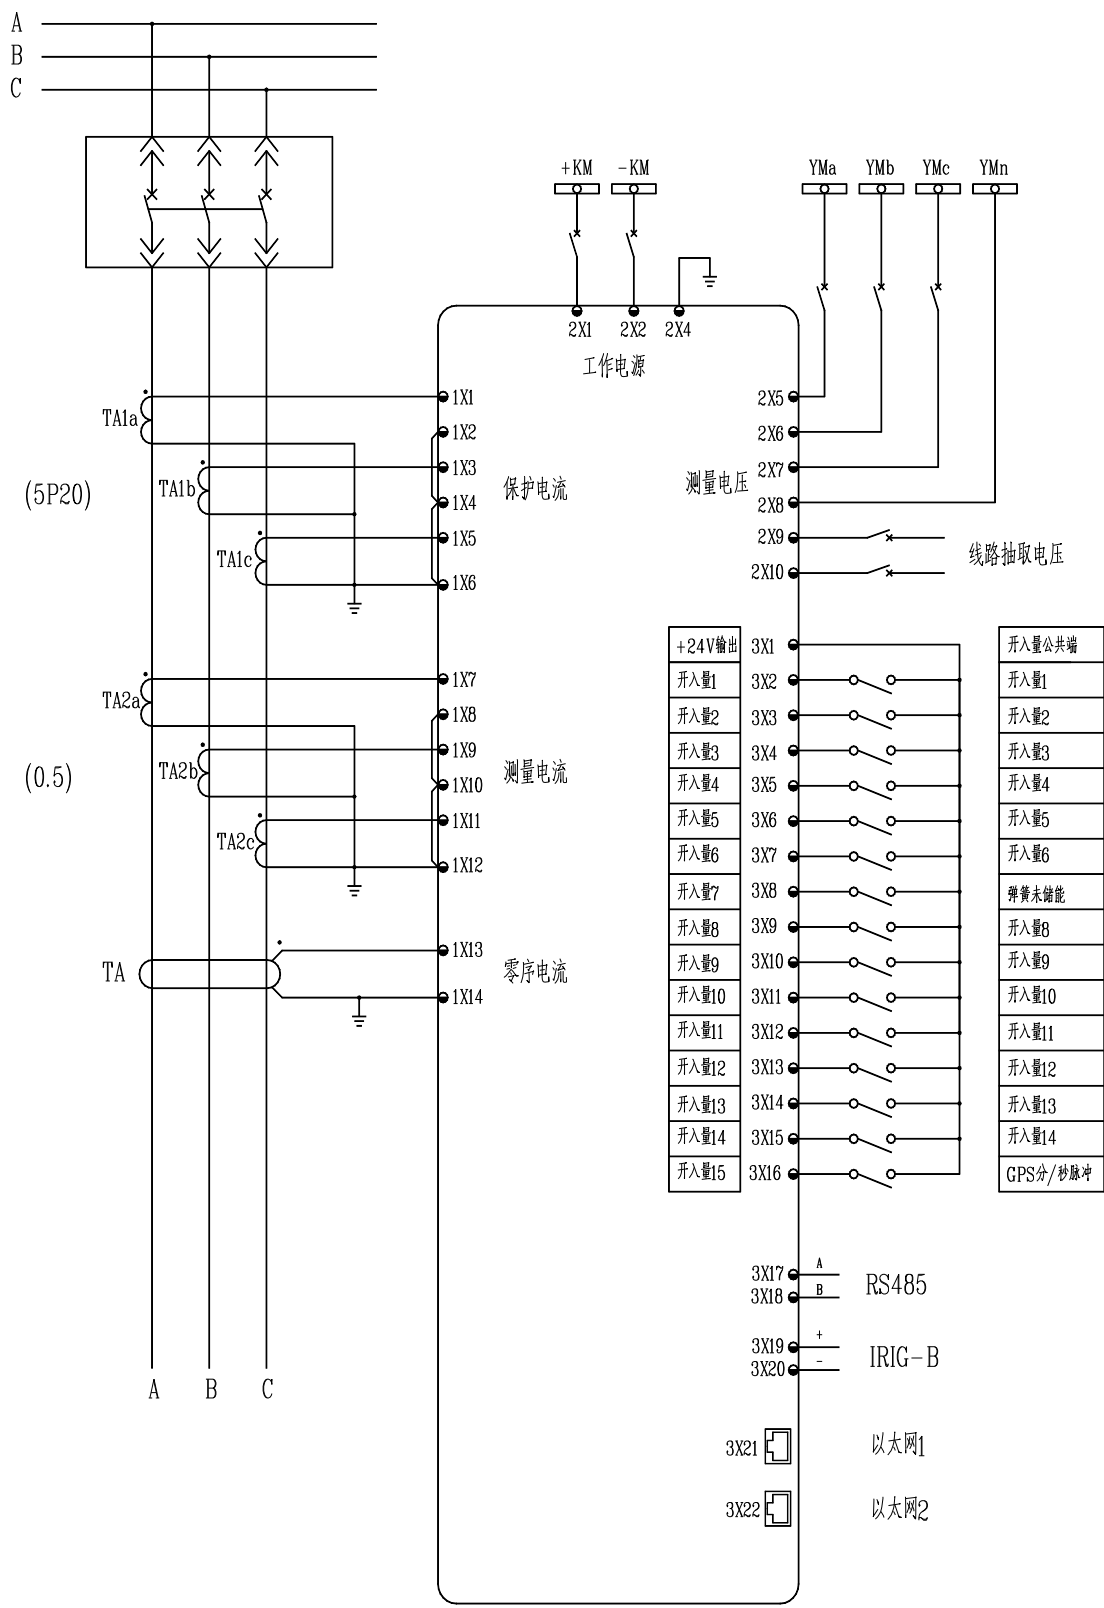 A
B
C
+KM
-KM
YMa
YMb
YMc
YMn
2X1
2X2
2X4
工作电源
TA1a
1X1
1X2
(5P20)
TA1b
1X3
1X4
保护电流
TA1c
1X5
1X6
2X5
2X6
2X7
2X8
测量电压
2X9
2X10
线路抽取电压
TA2a
1X7
1X8
(0.5)
TA2b
1X9
1X10
测量电流
TA2c
1X11
1X12
TA
1X13
1X14
零序电流
+24V输出 3X1 开入量公共端
开入量1 3X2 开入量1
开入量2 3X3 开入量2
开入量3 3X4 开入量3
开入量4 3X5 开入量4
开入量5 3X6 开入量5
开入量6 3X7 开入量6
开入量7 3X8 弹簧未储能
开入量8 3X9 开入量8
开入量9 3X10 开入量9
开入量10 3X11 开入量10
开入量11 3X12 开入量11
开入量12 3X13 开入量12
开入量13 3X14 开入量13
开入量14 3X15 开入量14
开入量15 3X16 GPS分/秒脉冲
3X17 A
3X18 B
RS485
3X19 +
3X20 -
IRIG-B
A
B
C
3X21 以太网1
3X22 以太网2